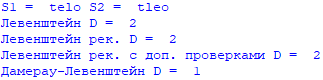 S1 =  telo S2 =  tleo
Левенштейн D =  2
Левенштейн рек. D =  2
Левенштейн рек. с доп. проверками D =  2
Дамерау-Левенштейн D =  1